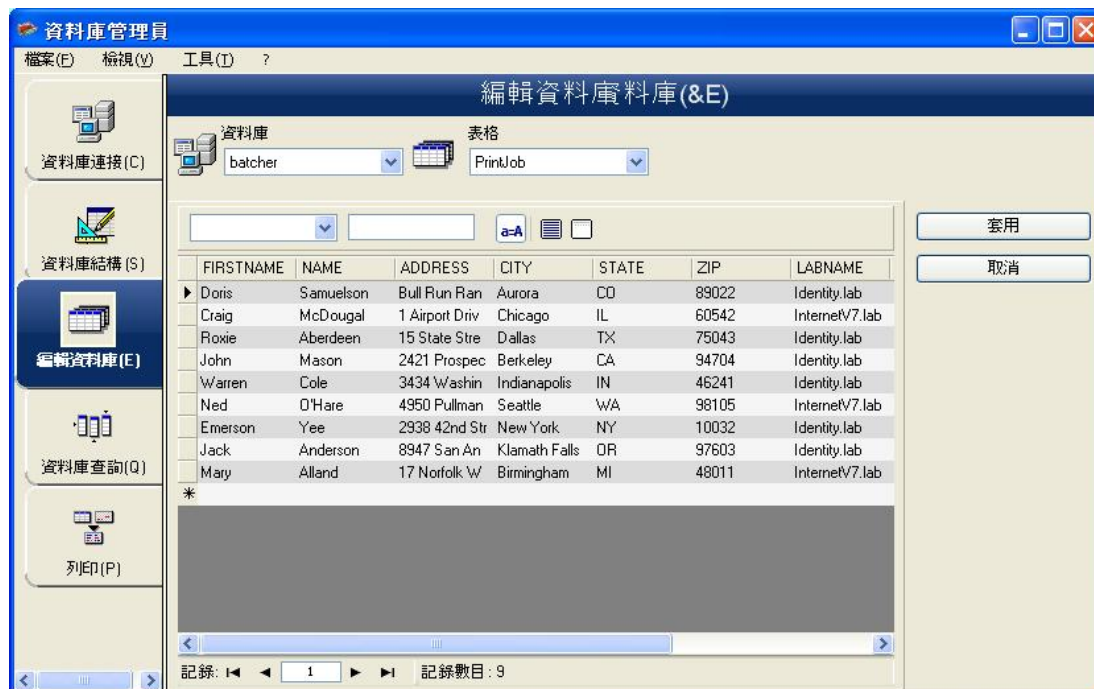 資料庫管理員
檔案(F) 檢視(V) 工具(T) ?
編輯資料庫料庫(&E)
資料庫連接(C)
資料庫結構(S)
編輯資料庫(E)
資料庫查詢(Q)
列印(P)
資料庫 表格
batcher PrintJob
a=A
套用
取消
FIRSTNAME NAME ADDRESS CITY STATE ZIP LABNAME
Doris Samuelson Bull Run Ran Aurora CO 89022 Identity.lab
Craig McDougal 1 Airport Driv Chicago IL 60542 InternetV7.lab
Roxie Aberdeen 15 State Stre Dallas TX 75043 Identity.lab
John Mason 2421 Prospec Berkeley CA 94704 Identity.lab
Warren Cole 3434 Washin Indianapolis IN 46241 Identity.lab
Ned O'Hare 4950 Pullman Seattle WA 98105 InternetV7.lab
Emerson Yee 2938 42nd Str New York NY 10032 Identity.lab
Jack Anderson 8947 San An Klamath Falls OR 97603 Identity.lab
Mary Alland 17 Norfolk W Birmingham MI 48011 InternetV7.lab
記錄: 1 記錄數目 : 9